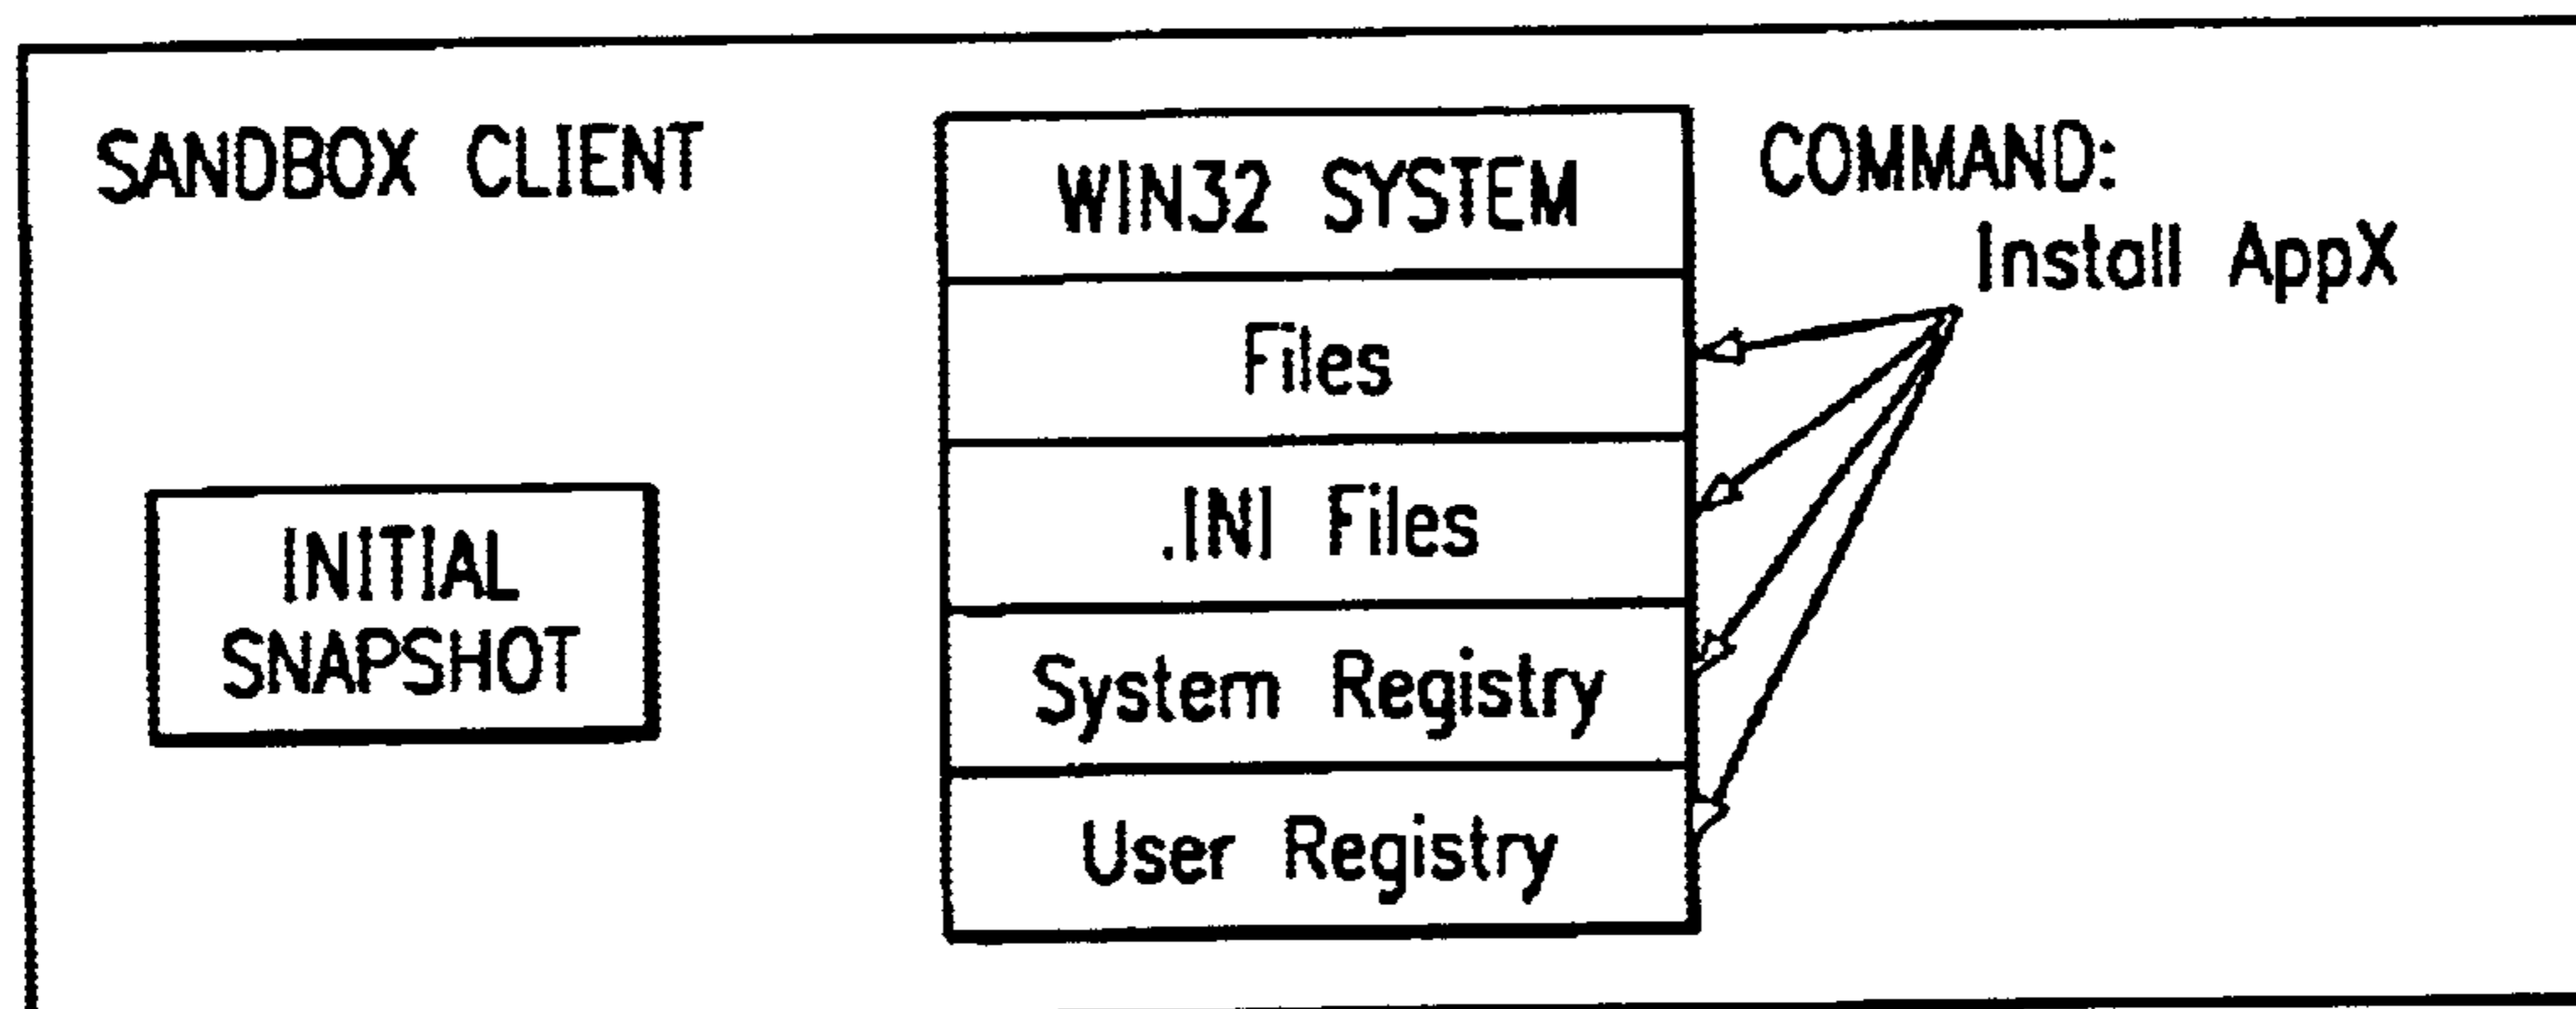 SANDBOX CLIENT
INITIAL
SNAPSHOT
WIN32 SYSTEM
Files
.INI Files
System Registry
User Registry
COMMAND:
Install AppX